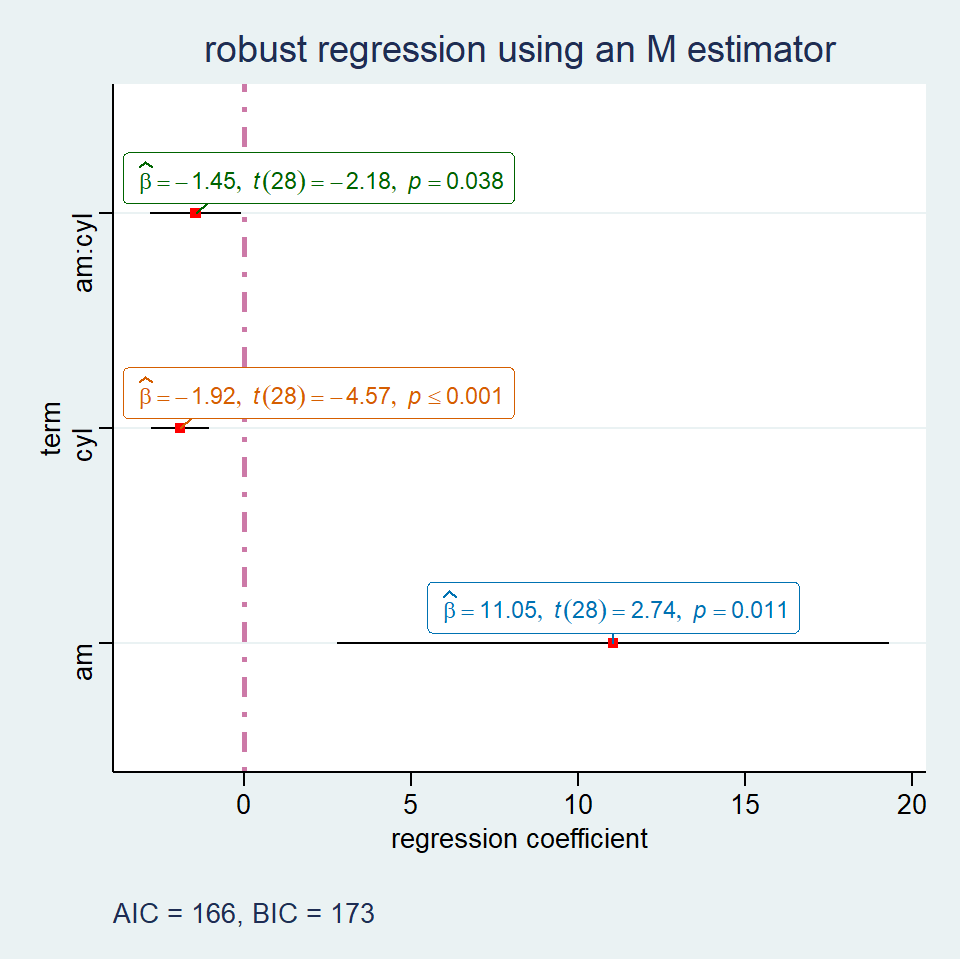 robust regression using an M estimator
β̂ = −1.45, t(28) = −2.18, p = 0.038
am:cyl
β̂ = −1.92, t(28) = −4.57, p ≤ 0.001
term
cyl
β̂ = 11.05, t(28) = 2.74, p = 0.011
am
0 5 10 15 20
regression coefficient
AIC = 166, BIC = 173